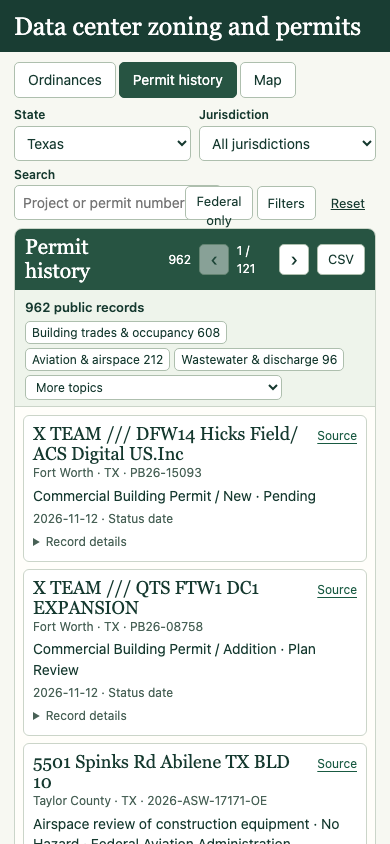 Data center zoning and permits
Ordinances
Permit history
Map
State
Jurisdiction
Texas
All jurisdictions
Search
Project or permit number
Federal only
Filters
Reset
Permit history
962
‹
1 / 121
›
CSV
962 public records
Building trades & occupancy 608
Aviation & airspace 212
Wastewater & discharge 96
More topics
X TEAM /// DFW14 Hicks Field/
ACS Digital US.Inc
Source
Fort Worth · TX · PB26-15093
Commercial Building Permit / New · Pending
2026-11-12 · Status date
Record details
X TEAM /// QTS FTW1 DC1
EXPANSION
Source
Fort Worth · TX · PB26-08758
Commercial Building Permit / Addition · Plan
Review
2026-11-12 · Status date
Record details
5501 Spinks Rd Abilene TX BLD
10
Source
Taylor County · TX · 2026-ASW-17171-OE
Airspace review of construction equipment · No
Hazard · Federal Aviation Administration